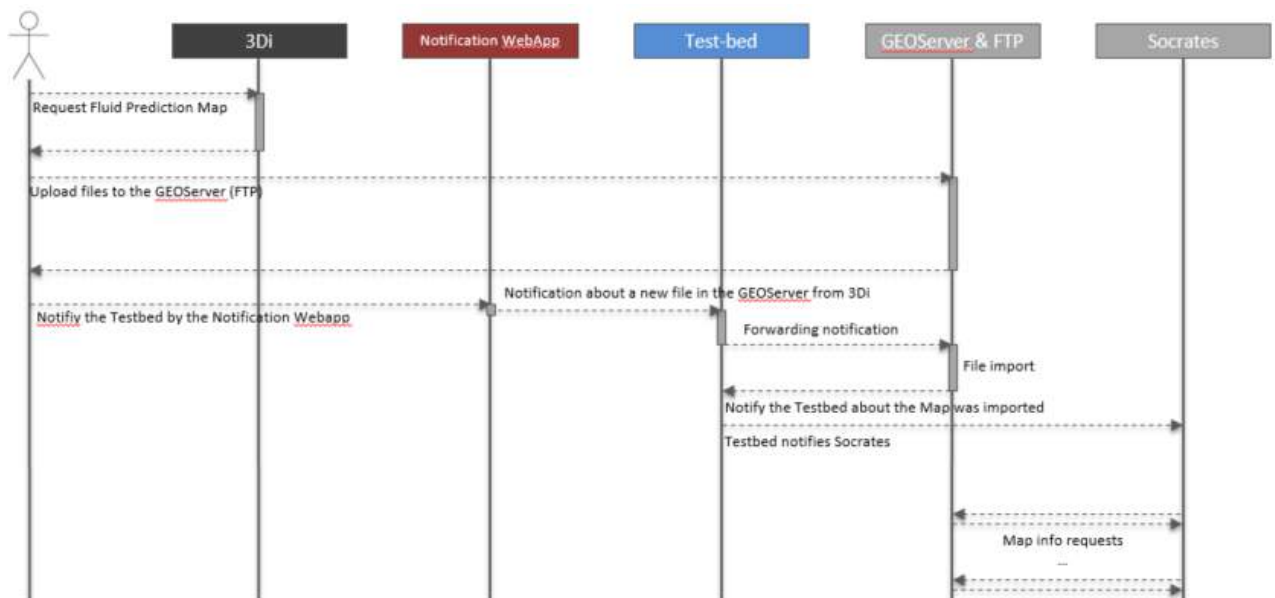 3Di
Notification WebApp
Test-bed
GEOServer & FTP
Socrates
Request Fluid Prediction Map
Upload files to the GEOServer (FTP)
Notification about a new file in the GEOServer from 3Di
Notifiy the Testbed by the Notification Webapp
Forwarding notification
File import
Notify the Testbed about the Map was imported
Testbed notifies Socrates
Map info requests
...